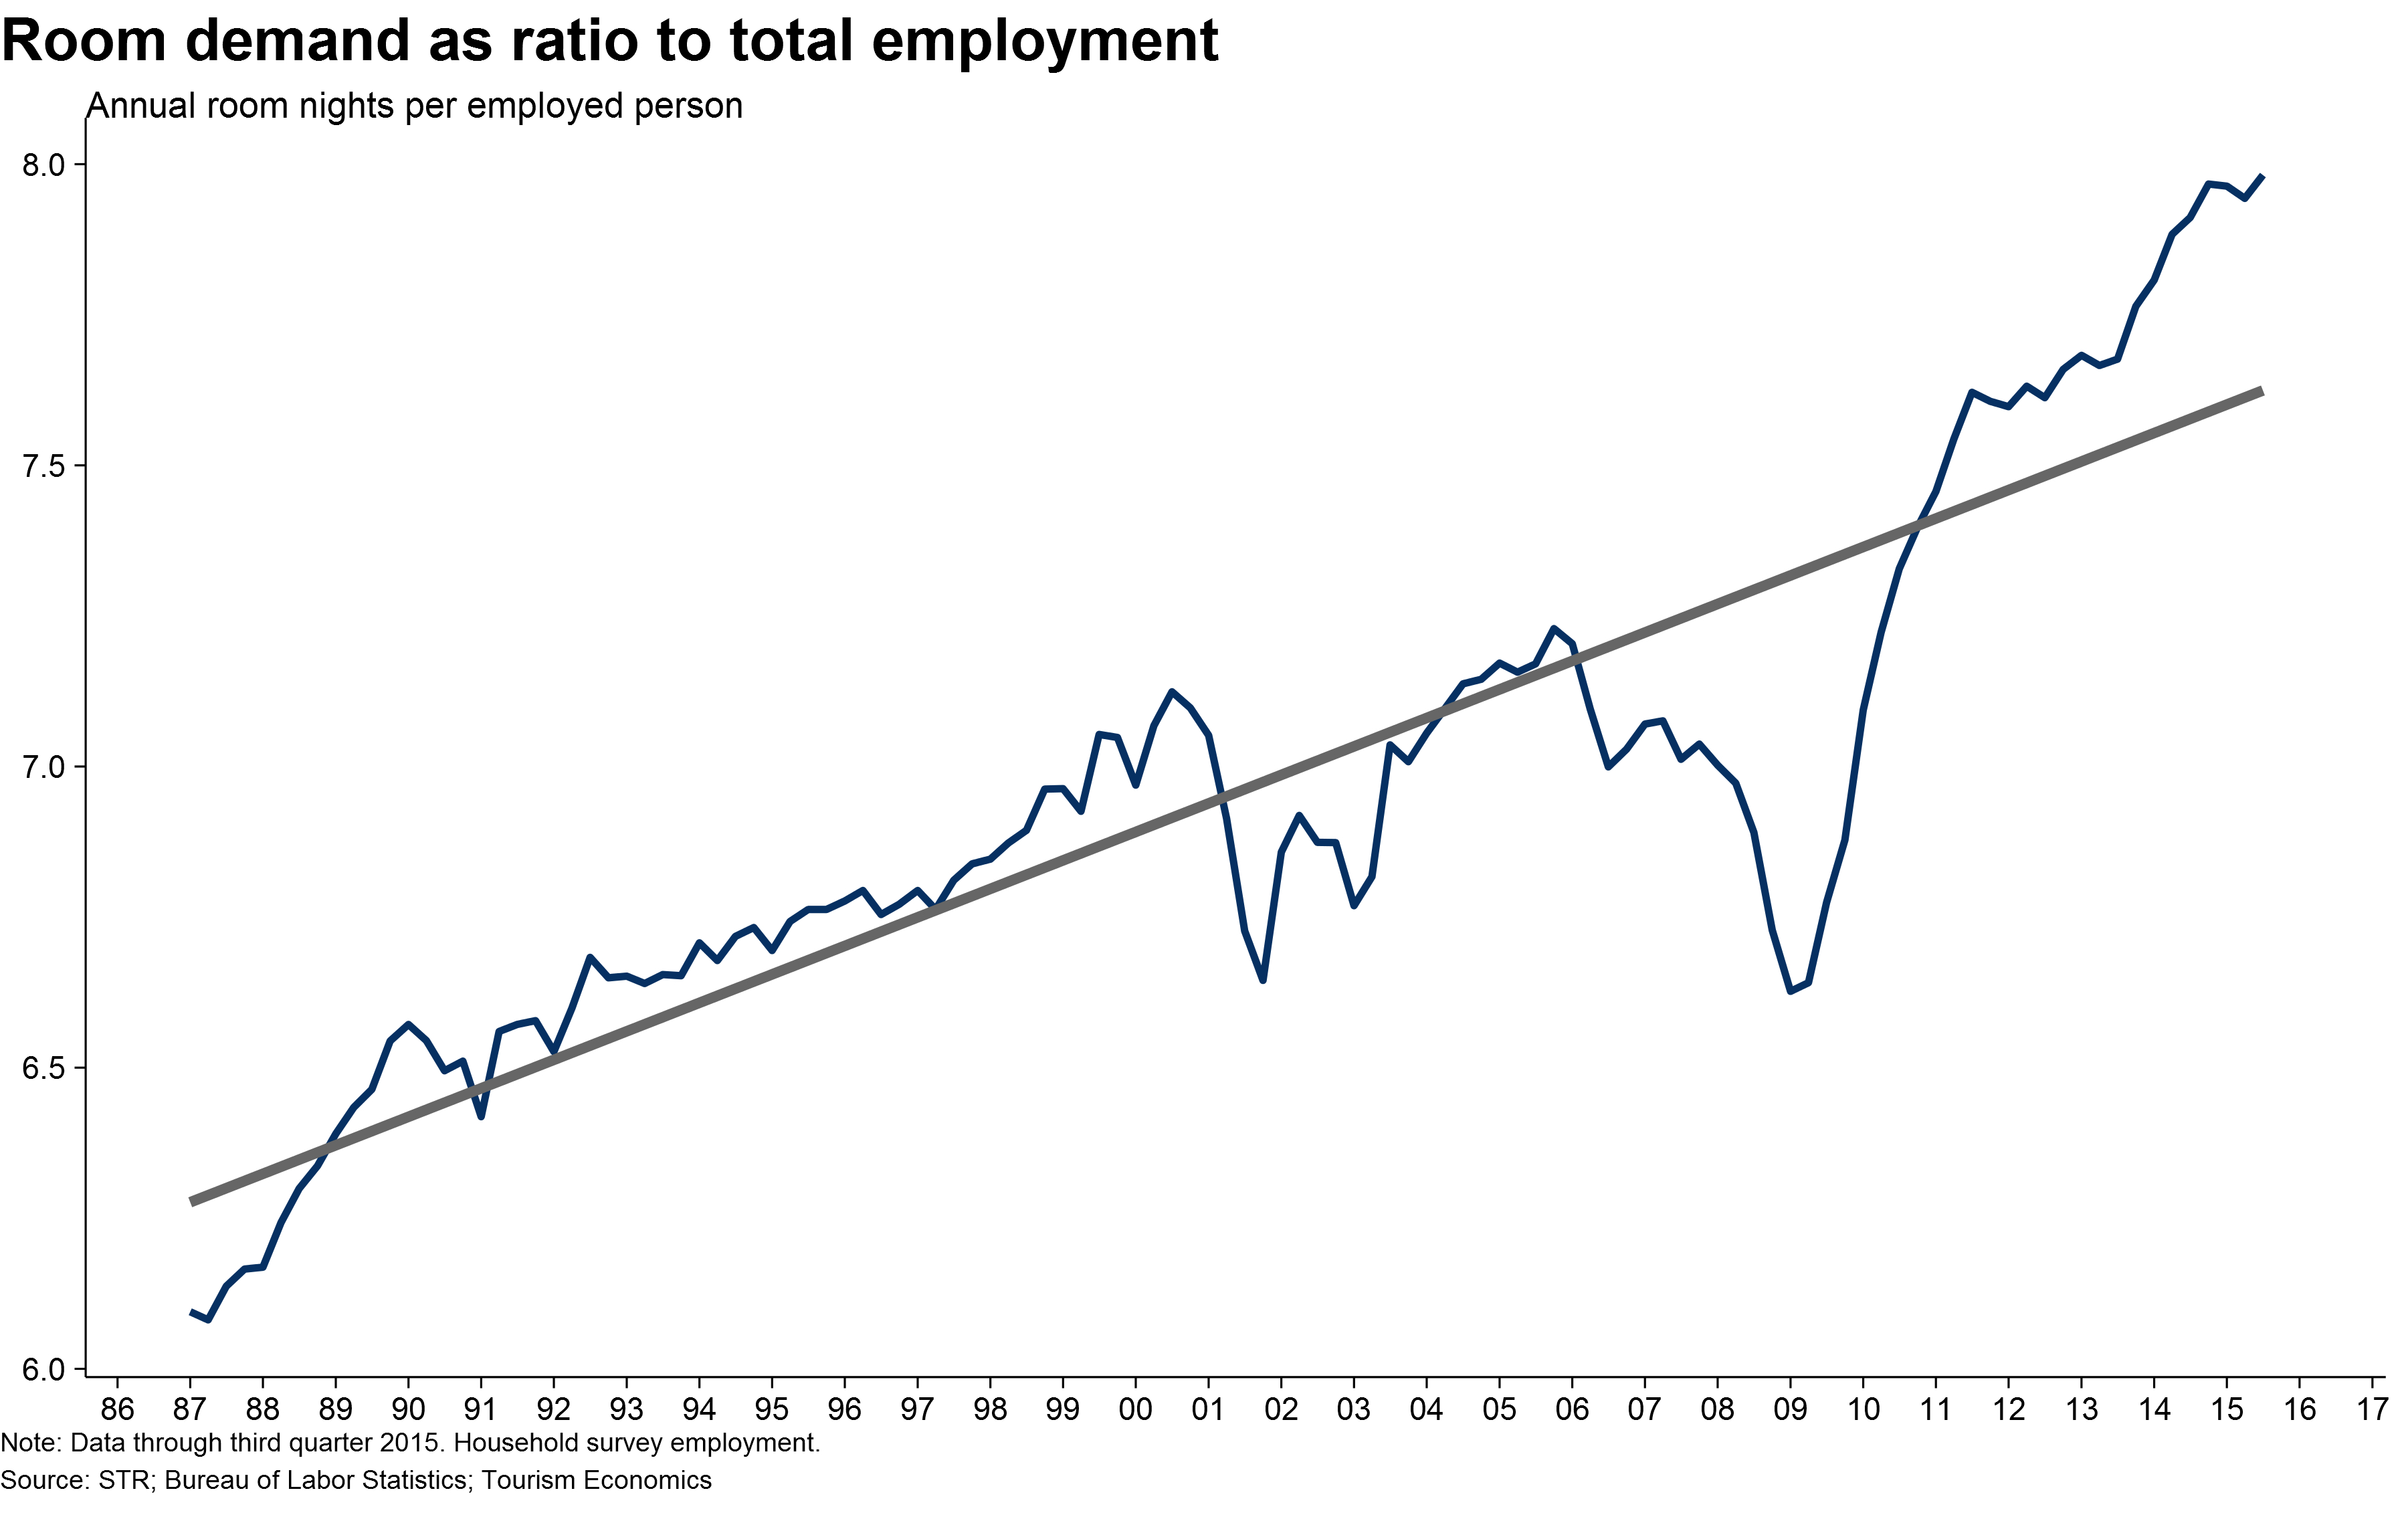 Room demand as ratio to total employment
Annual room nights per employed person
8.0
7.5
7.0
6.5
6.0
86 87 88 89 90 91 92 93 94 95 96 97 98 99 00 01 02 03 04 05 06 07 08 09 10 11 12 13 14 15 16 17
Note: Data through third quarter 2015. Household survey employment.
Source: STR; Bureau of Labor Statistics; Tourism Economics